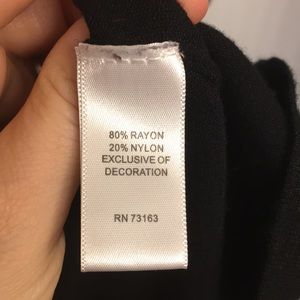 80% RAYON
20% NYLON
EXCLUSIVE OF
DECORATION
RN 73163